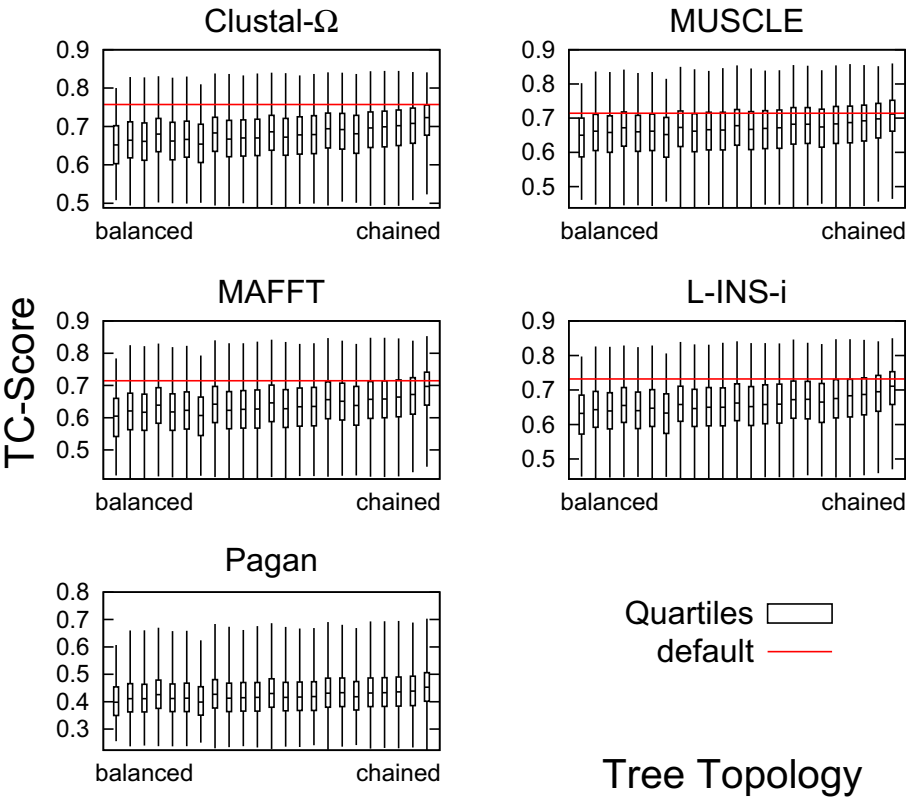 Clustal-Ω
0.9
0.8
0.7
0.6
0.5
balanced chained
MUSCLE
0.9
0.8
0.7
0.6
0.5
balanced chained
TC-Score
MAFFT
0.9
0.8
0.7
0.6
0.5
balanced chained
L-INS-i
0.9
0.8
0.7
0.6
0.5
balanced chained
Pagan
0.8
0.7
0.6
0.5
0.4
0.3
balanced chained
Quartiles
default
Tree Topology